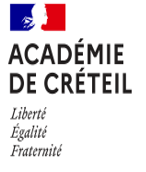 ACADÉMIE
DE CRÉTEIL
Liberté
Égalité
Fraternité